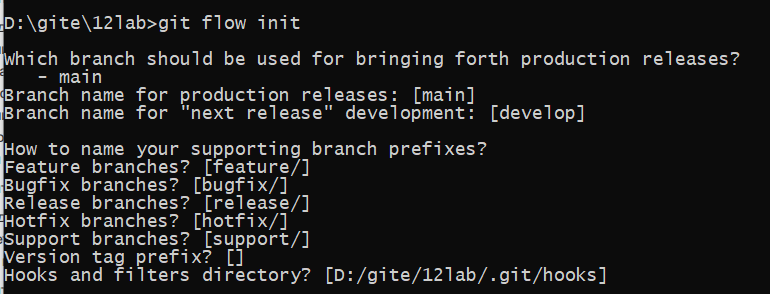 D:\gite\12lab>git flow init
Which branch should be used for bringing forth production releases?
   - main
Branch name for production releases: [main]
Branch name for "next release" development: [develop]
How to name your supporting branch prefixes?
Feature branches? [feature/]
Bugfix branches? [bugfix/]
Release branches? [release/]
Hotfix branches? [hotfix/]
Support branches? [support/]
Version tag prefix? []
Hooks and filters directory? [D:/gite/12lab/.git/hooks]